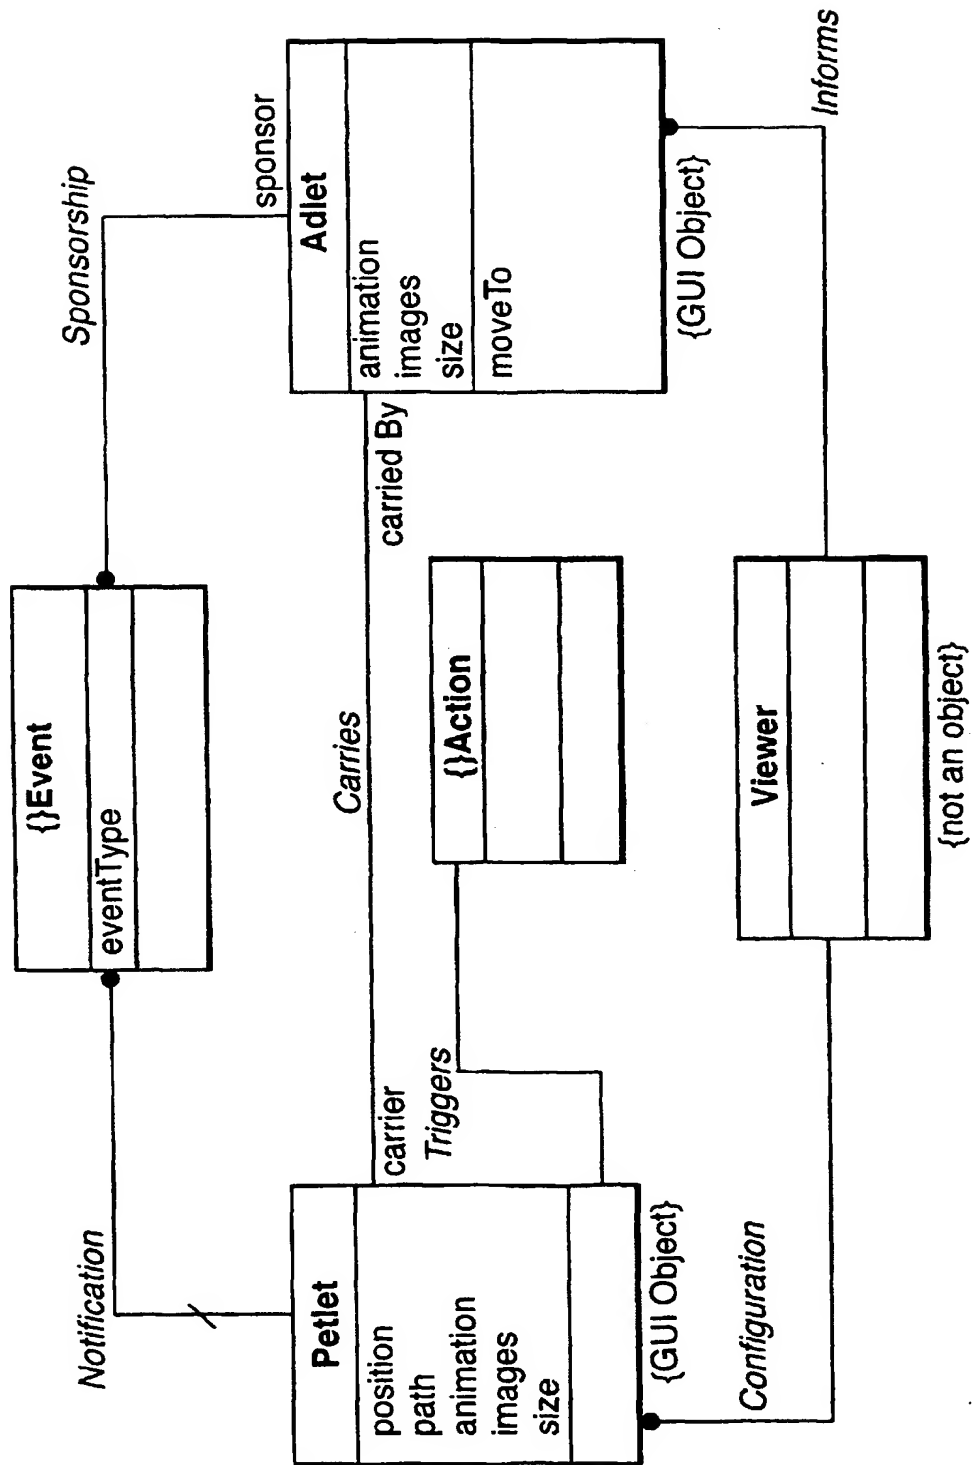 Notification
Sponsorship
{}Event
eventType
sponsor
Petlet
position
path
animation
images
size
{GUI Object}
carrier
Carries
carried By
Adlet
animation
images
size
moveTo
{GUI Object}
Triggers
{}Action
Configuration
Viewer
{not an object}
Informs